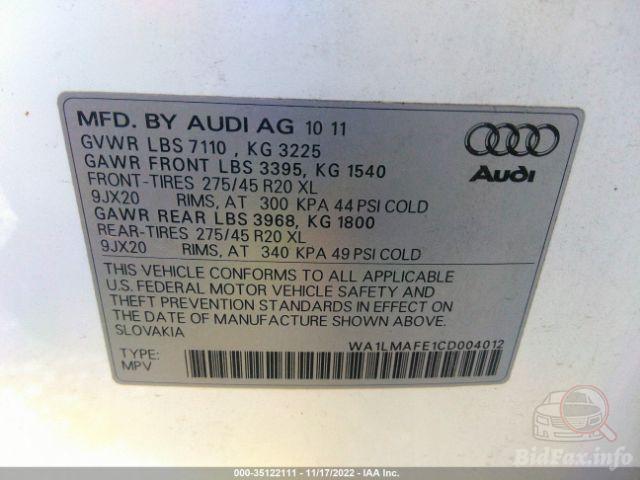 MFD. BY AUDI AG 10 11
GVWR LBS 7110 , KG 3225
GAWR FRONT LBS 3395, KG 1540
FRONT-TIRES 275/45 R20 XL
9JX20 RIMS, AT 300 KPA 44 PSI COLD
GAWR REAR LBS 3968, KG 1800
REAR-TIRES 275/45 R20 XL
9JX20 RIMS, AT 340 KPA 49 PSI COLD
Audi
THIS VEHICLE CONFORMS TO ALL APPLICABLE
U.S. FEDERAL MOTOR VEHICLE SAFETY AND
THEFT PREVENTION STANDARDS IN EFFECT ON
THE DATE OF MANUFACTURE SHOWN ABOVE.
SLOVAKIA
WA1LMAFE1CD004012
TYPE:
MPV
BidFax.info
000-35122111 - 11/17/2022 - IAA Inc.